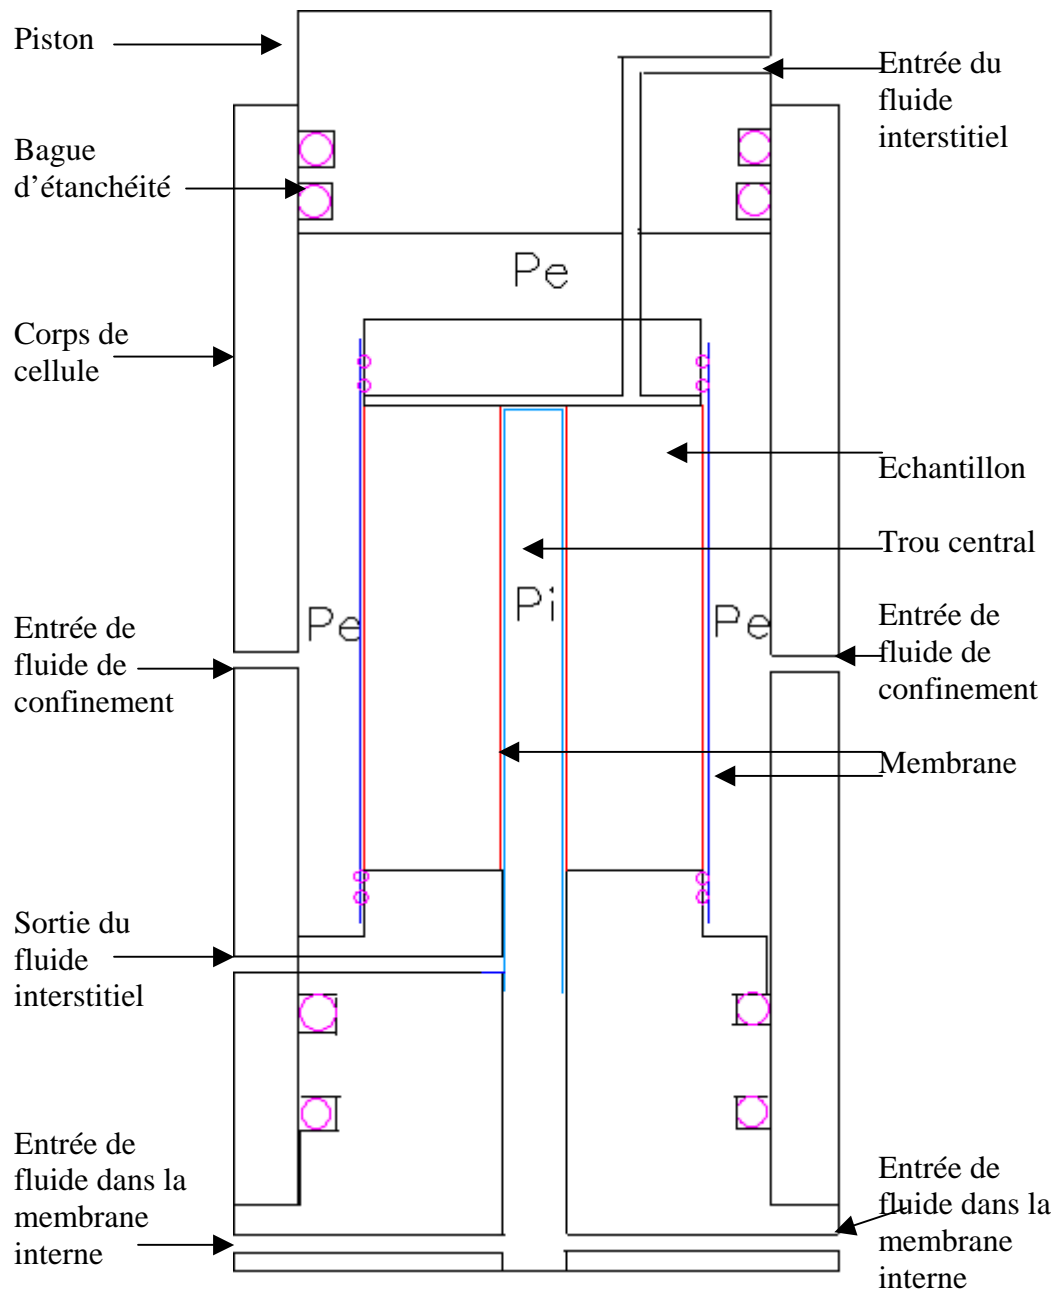 Piston
Bague
d’étanchéité
Corps de
cellule
Entrée de
fluide de
confinement
Sortie du
fluide
interstitiel
Entrée de
fluide dans la
membrane
interne
Pe
Pe
Pi
Pe
Entrée du
fluide
interstitiel
Echantillon
Trou central
Entrée de
fluide de
confinement
Membrane
Entrée de
fluide dans la
membrane
interne